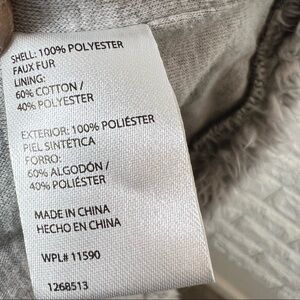 SHELL: 100% POLYESTER
FAUX FUR
LINING:
60% COTTON /
40% POLYESTER
EXTERIOR: 100% POLIÉSTER
PIEL SINTÉTICA
FORRO:
60% ALGODÓN /
40% POLIÉSTER
MADE IN CHINA
HECHO EN CHINA
WPL# 11590
1268513